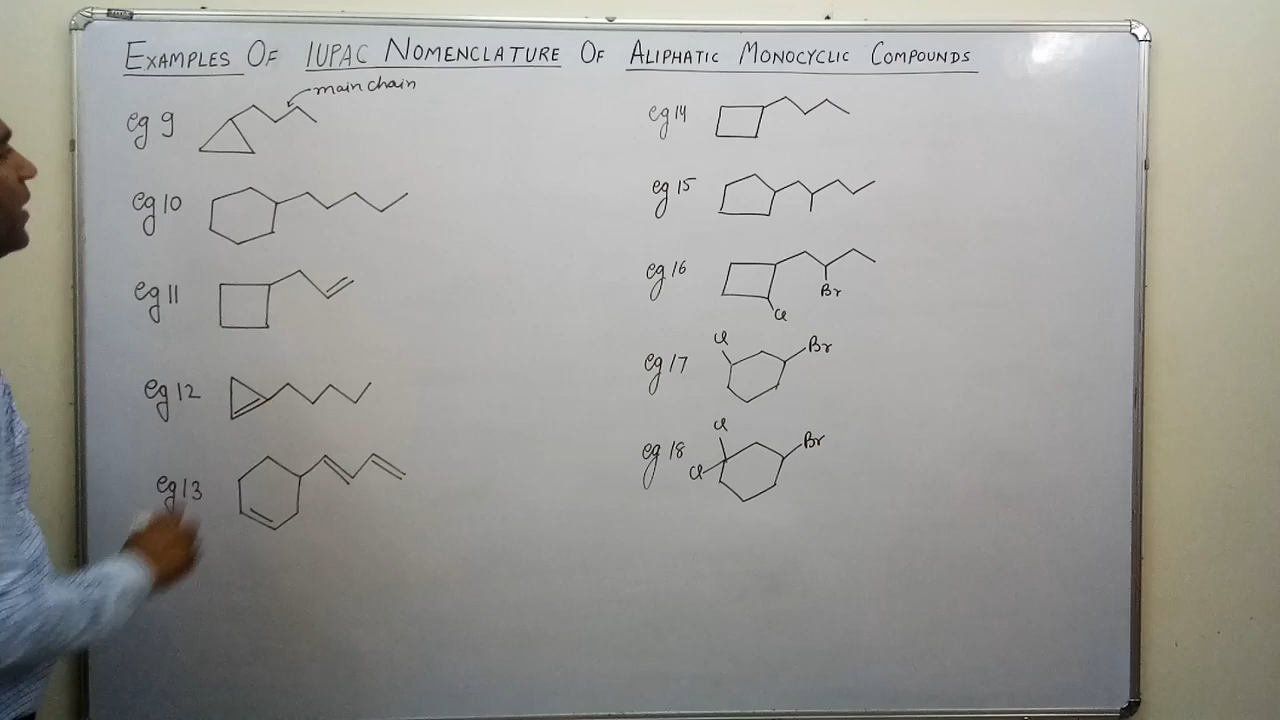 EXAMPLES OF IUPAC NOMENCLATURE OF ALIPHATIC MONOCYCLIC COMPOUNDS
main chain
eg 9
eg 10
eg 11
eg 12
eg 13
eg 14
eg 15
eg 16
Br
Cl
eg 17
Cl
Br
eg 18
Cl
Cl
Br